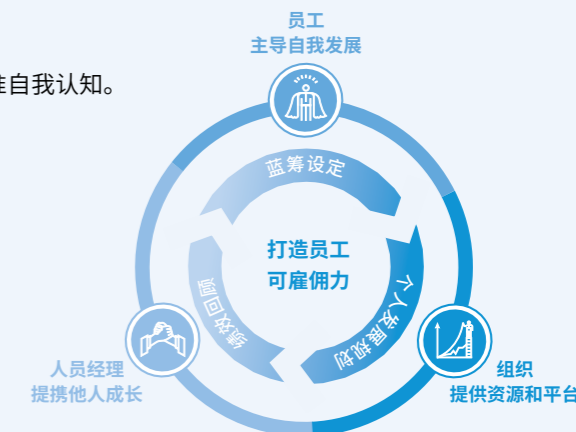 员工
主导自我发展
准自我认知。
蓝筹设定
打造员工
可雇佣力
个人发展规划
绩效回顾
人员经理
提携他人成长
组织
提供资源和平台